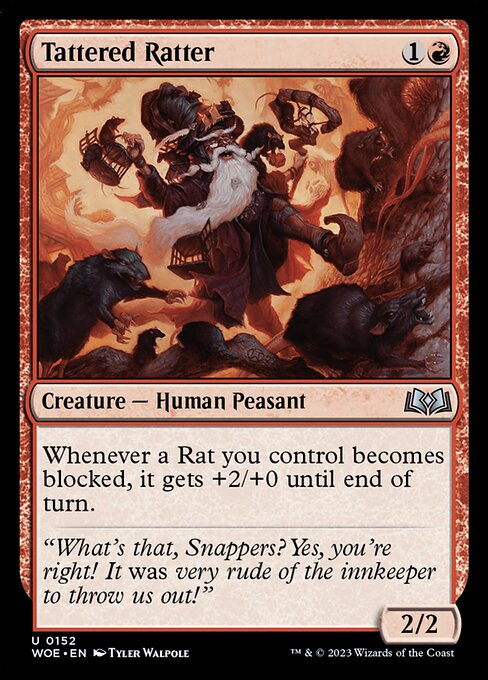 Tattered Ratter 1
Creature — Human Peasant
Whenever a Rat you control becomes
blocked, it gets +2/+0 until end of
turn.
“What’s that, Snappers? Yes, you’re
right! It was very rude of the innkeeper
to throw us out!”
2/2
U 0152
WOE • EN Tyler Walpole
™ & © 2023 Wizards of the Coast